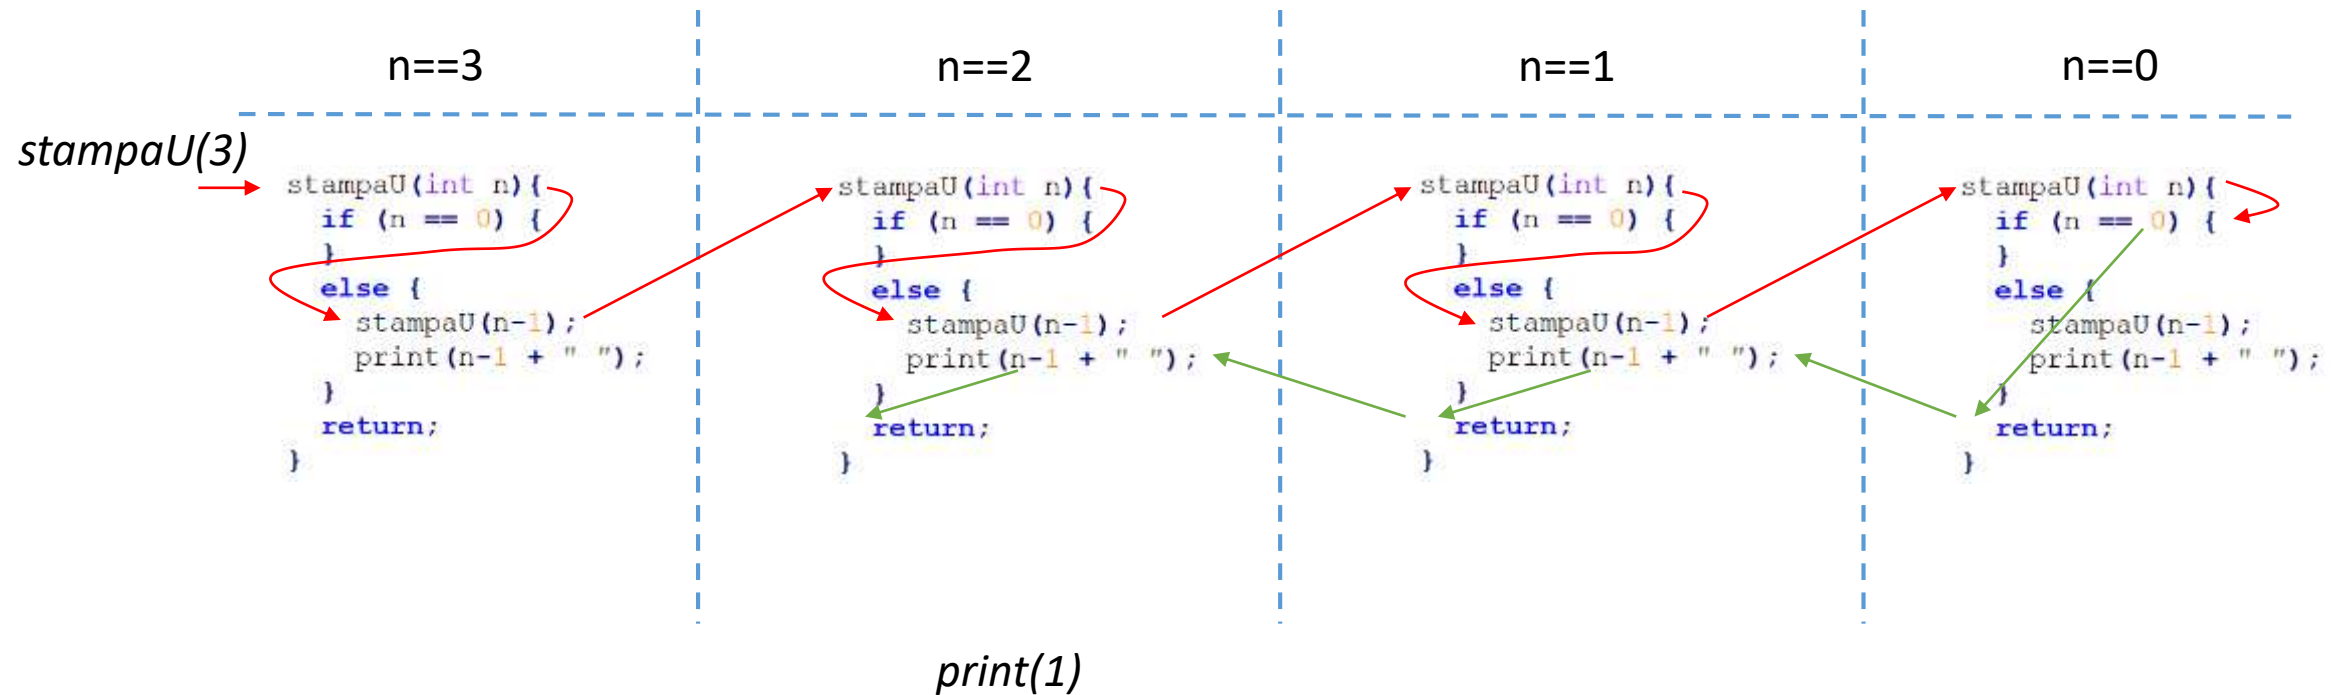 n==3
n==2
n==1
n==0
stampaU(3)
stampaU(int n){
if (n == 0) {
}
else {
stampaU(n-1);
print(n-1 + " ");
}
return;
}
stampaU(int n){
if (n == 0) {
}
else {
stampaU(n-1);
print(n-1 + " ");
}
return;
}
stampaU(int n){
if (n == 0) {
}
else {
stampaU(n-1);
print(n-1 + " ");
}
return;
}
stampaU(int n){
if (n == 0) {
}
else {
stampaU(n-1);
print(n-1 + " ");
}
return;
}
print(1)